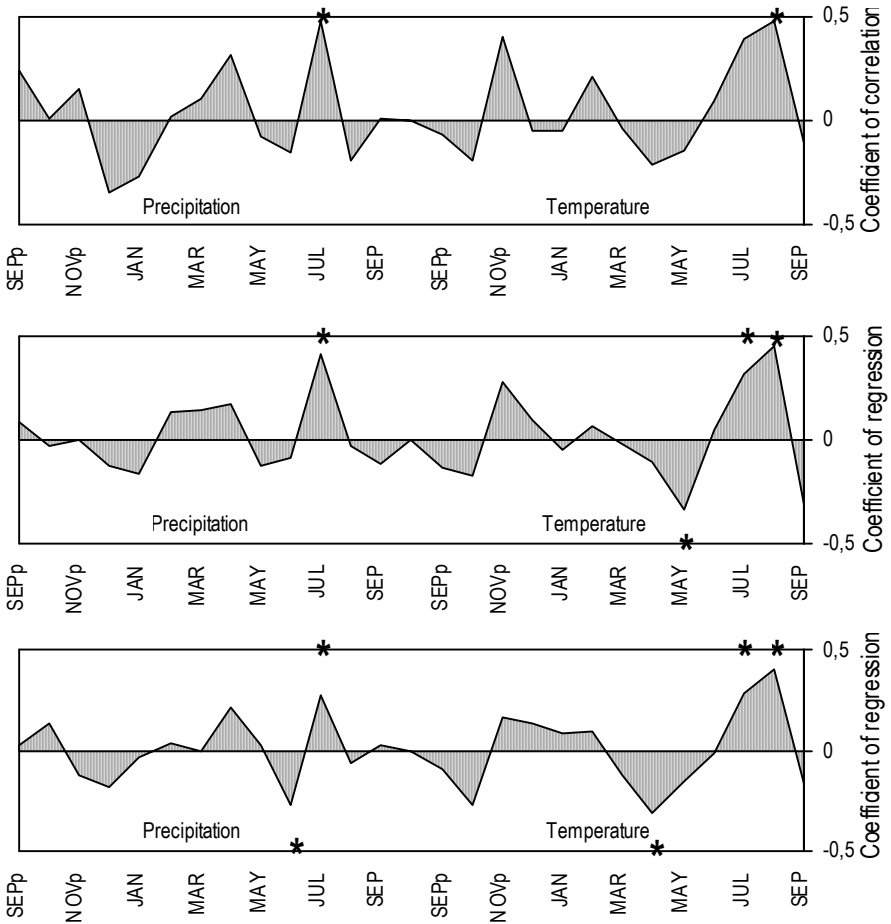 0,5
0
-0,5
Coefficient of correlation
Precipitation Temperature
SEPp NOVp JAN MAR MAY JUL SEP SEPp NOVp JAN MAR MAY JUL SEP
0,5
0
-0,5
Coefficient of regression
Precipitation Temperature
SEPp NOVp JAN MAR MAY JUL SEP SEPp NOVp JAN MAR MAY JUL SEP
0,5
0
-0,5
Coefficient of regression
Precipitation Temperature
SEPp NOVp JAN MAR MAY JUL SEP SEPp NOVp JAN MAR MAY JUL SEP